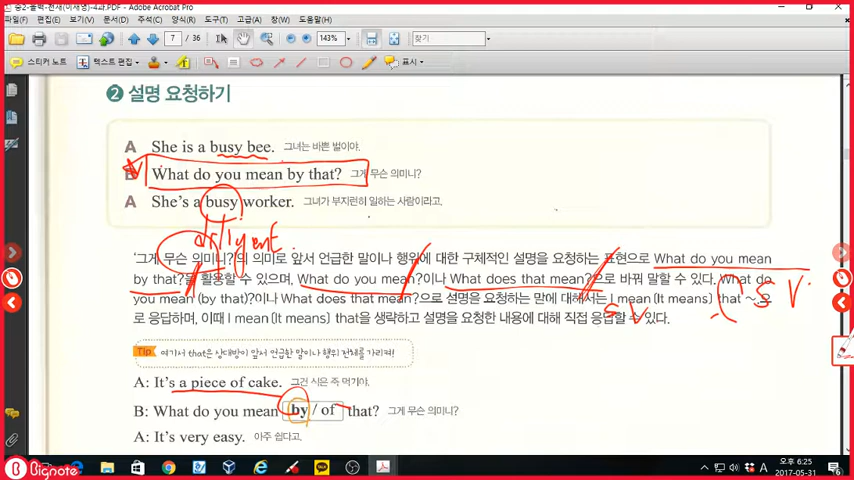 중2-블랙-천재(이재영)-4과.PDF - Adobe Acrobat Pro
파일(F) 편집(E) 보기(V) 문서(D) 주석(C) 양식(R) 도구(T) 고급(A) 창(W) 도움말(H)
7 / 36 143% 찾기
스티커 노트 텍스트 편집 표시
2 설명 요청하기
A She is a busy bee. 그녀는 바쁜 벌이야.
B What do you mean by that? 그게 무슨 의미니?
A She's a busy worker. 그녀가 부지런히 일하는 사람이라고.
diligent
'그게 무슨 의미니?'의 의미로 앞서 언급한 말이나 행위에 대한 구체적인 설명을 요청하는 표현으로 What do you mean
by that?을 활용할 수 있으며, What do you mean?이나 What does that mean?으로 바꿔 말할 수 있다. What do
you mean (by that)?이나 What does that mean?으로 설명을 요청하는 말에 대해서는 I mean[It means] (that) ~.으
S V
로 응답하며, 이때 I mean[It means] that을 생략하고 설명을 요청한 내용에 대해 직접 응답할 수 있다.
S V
Tip 여기서 that은 상대방이 앞서 언급한 말이나 행위 전체를 가리켜!
A: It's a piece of cake. 그건 식은 죽 먹기야.
B: What do you mean by / of that? 그게 무슨 의미니?
A: It's very easy. 아주 쉽다고.
Bignote
A 오후 6:25
2017-05-31